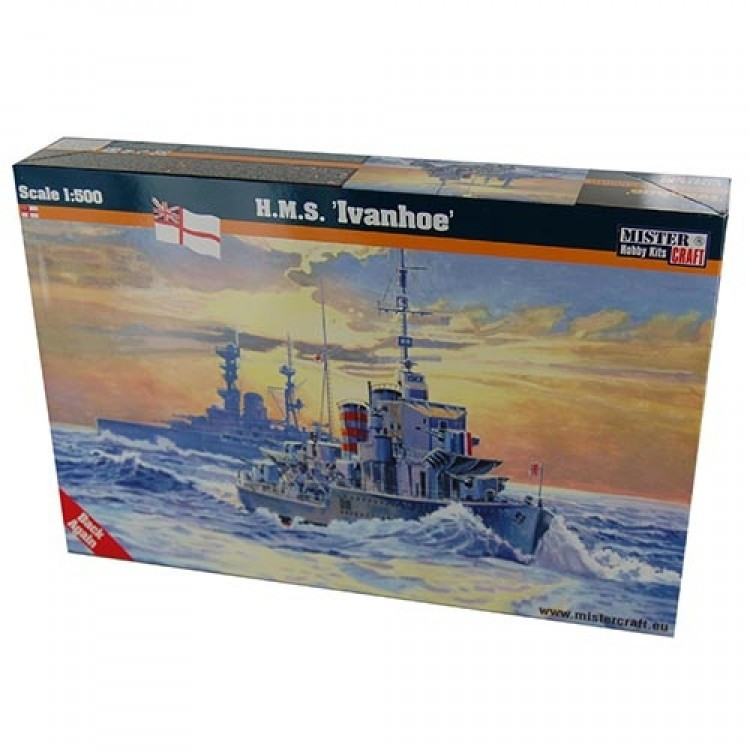 Scale 1:500
H.M.S. 'Ivanhoe'
MISTER ®
Hobby Kits CRAFT
Back
Again
www.mistercraft.eu